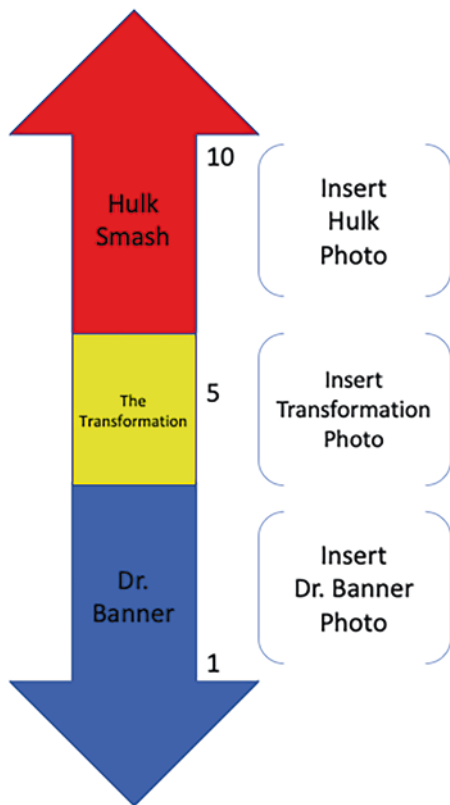 10
Hulk
Smash
Insert
Hulk
Photo
5
The
Transformation
Insert
Transformation
Photo
Dr.
Banner
Insert
Dr. Banner
Photo
1